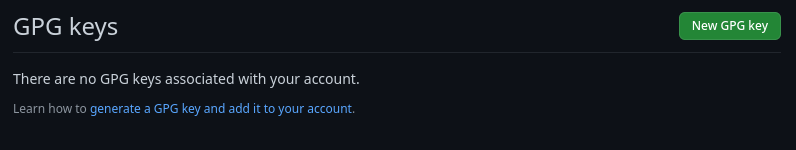 GPG keys
New GPG key
There are no GPG keys associated with your account.
Learn how to generate a GPG key and add it to your account.